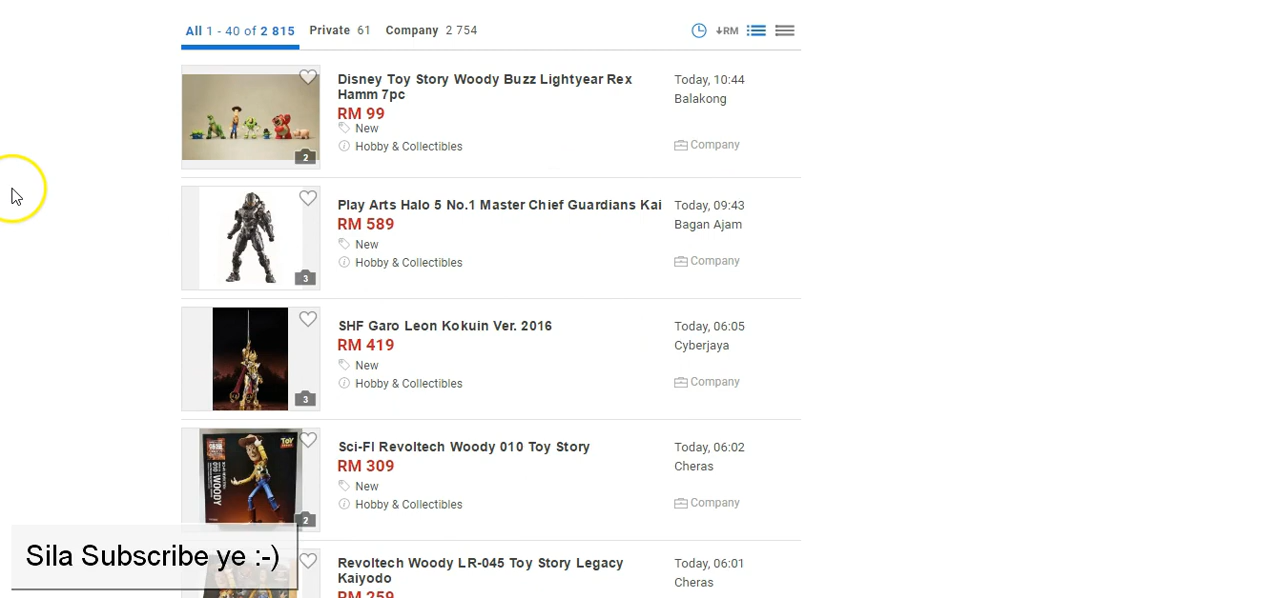 All 1 - 40 of 2 815 Private 61 Company 2 754
RM
Disney Toy Story Woody Buzz Lightyear Rex
Hamm 7pc
RM 99
New
Hobby & Collectibles
Today, 10:44
Balakong
Company
2
Play Arts Halo 5 No.1 Master Chief Guardians Kai
RM 589
New
Hobby & Collectibles
Today, 09:43
Bagan Ajam
Company
3
SHF Garo Leon Kokuin Ver. 2016
RM 419
New
Hobby & Collectibles
Today, 06:05
Cyberjaya
Company
3
Sci-FI Revoltech Woody 010 Toy Story
RM 309
New
Hobby & Collectibles
Today, 06:02
Cheras
Company
TOY
WOODY
2
Revoltech Woody LR-045 Toy Story Legacy
Kaiyodo
RM 259
Today, 06:01
Cheras
Sila Subscribe ye :-)